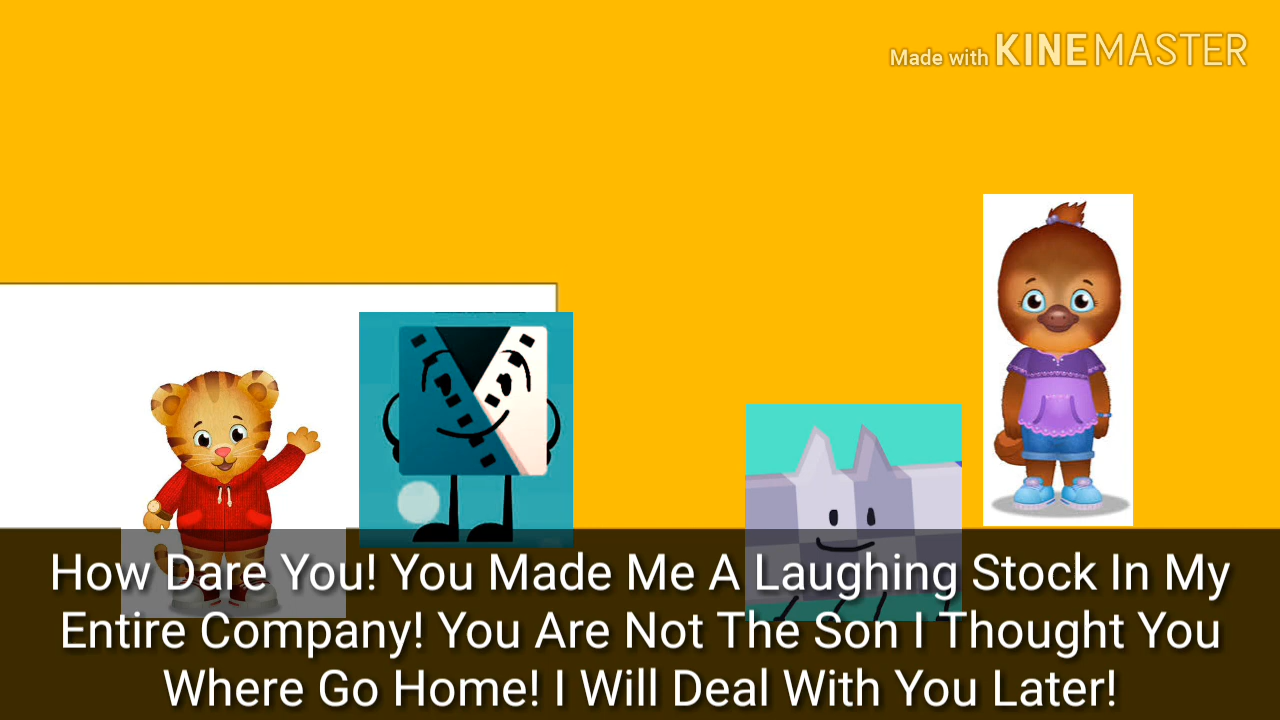 Made with KINEMASTER
How Dare You! You Made Me A Laughing Stock In My
Entire Company! You Are Not The Son I Thought You
Where Go Home! I Will Deal With You Later!